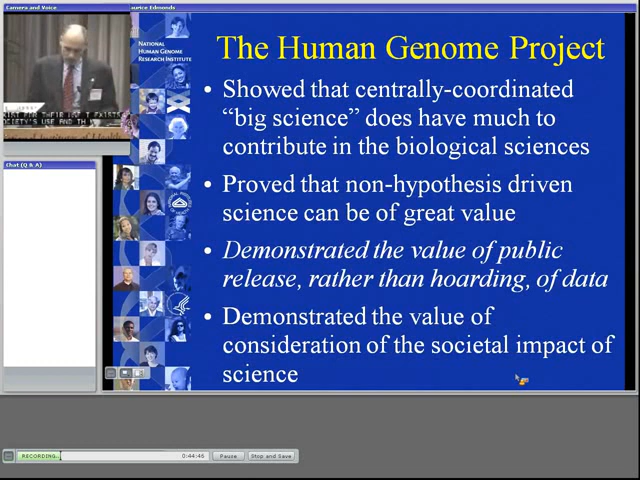 Camera and Voice
aurice Edmonds
NATIONAL
HUMAN GENOME
RESEARCH INSTITUTE
The Human Genome Project
• Showed that centrally-coordinated
“big science” does have much to
contribute in the biological sciences
• Proved that non-hypothesis driven
science can be of great value
• Demonstrated the value of public
release, rather than hoarding, of data
• Demonstrated the value of
consideration of the societal impact of
science
Chat (Q & A)
RECORDING...
0:44:46
Pause
Stop and Save